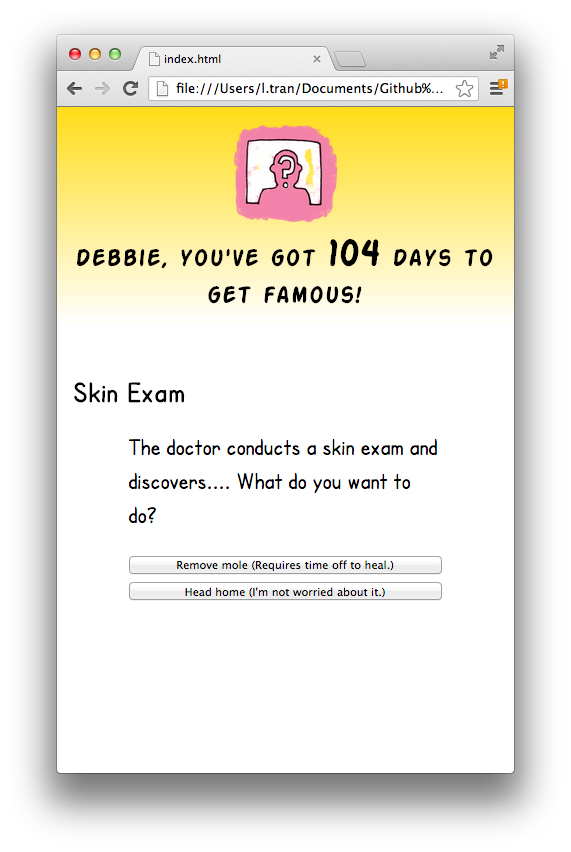 index.html
file:///Users/l.tran/Documents/Github%...
?
DEBBIE, YOU'VE GOT 104 DAYS TO
GET FAMOUS!
Skin Exam
The doctor conducts a skin exam and
discovers.... What do you want to
do?
Remove mole (Requires time off to heal.)
Head home (I'm not worried about it.)